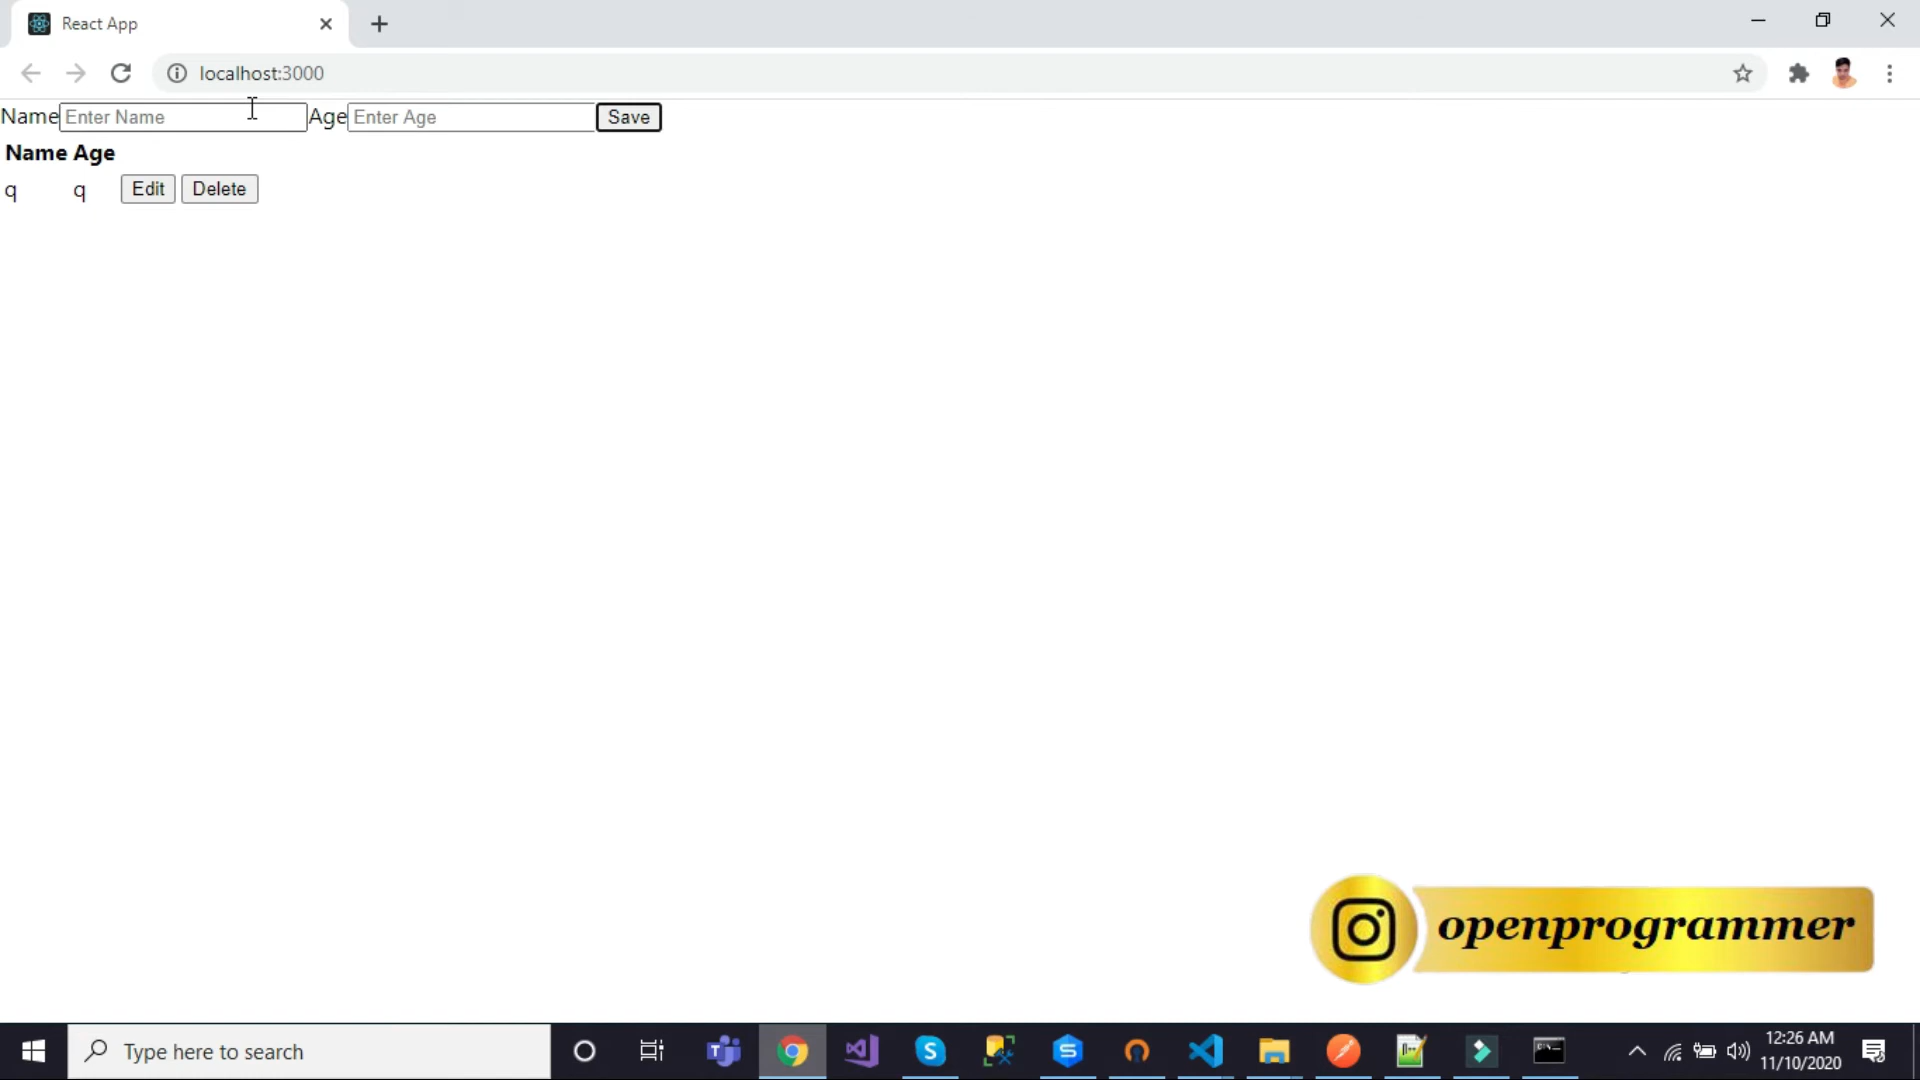 React App
localhost:3000
Name Enter Name Age Enter Age Save
Name Age
q q Edit Delete
openprogrammer
Type here to search
12:26 AM
11/10/2020